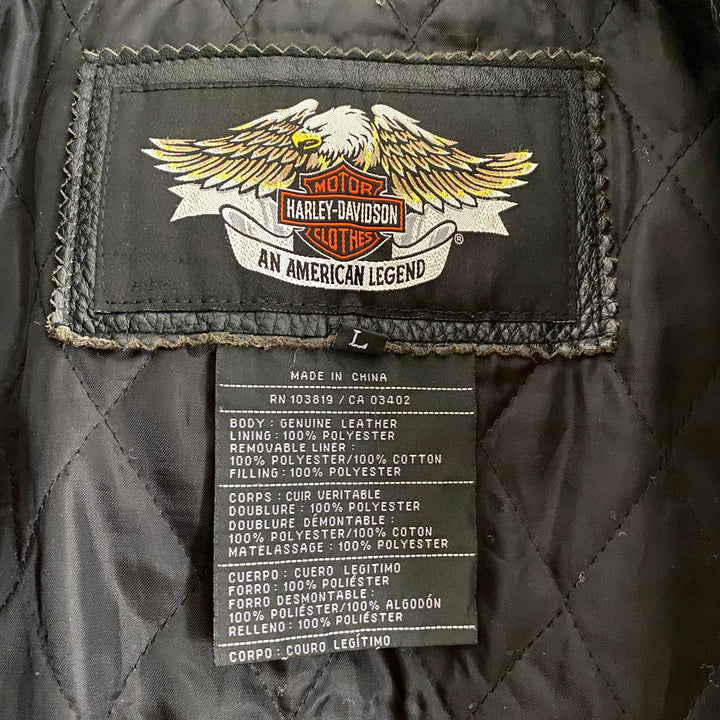 MOTOR
HARLEY-DAVIDSON
CLOTHES
®
AN AMERICAN LEGEND
L
MADE IN CHINA
RN 103819 / CA 03402
BODY : GENUINE LEATHER
LINING : 100% POLYESTER
REMOVABLE LINER :
100% POLYESTER/100% COTTON
FILLING : 100% POLYESTER
CORPS : CUIR VERITABLE
DOUBLURE : 100% POLYESTER
DOUBLURE DÉMONTABLE :
100% POLYESTER/100% COTON
MATELASSAGE : 100% POLYESTER
CUERPO : CUERO LEGITIMO
FORRO : 100% POLIÉSTER
FORRO DESMONTABLE :
100% POLIÉSTER/100% ALGODÓN
RELLENO : 100% POLIÉSTER
CORPO : COURO LEGÍTIMO